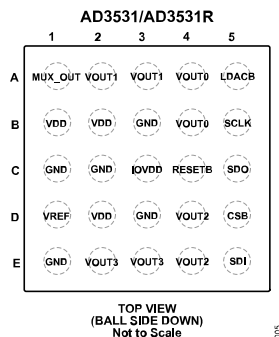 AD3531/AD3531R
1 2 3 4 5
A MUX_OUT VOUT1 VOUT1 VOUT0 LDACB
B VDD VDD GND VOUT0 SCLK
C GND GND IOVDD RESETB SDO
D VREF VDD GND VOUT2 CSB
E GND VOUT3 VOUT3 VOUT2 SDI
TOP VIEW
(BALL SIDE DOWN)
Not to Scale
005